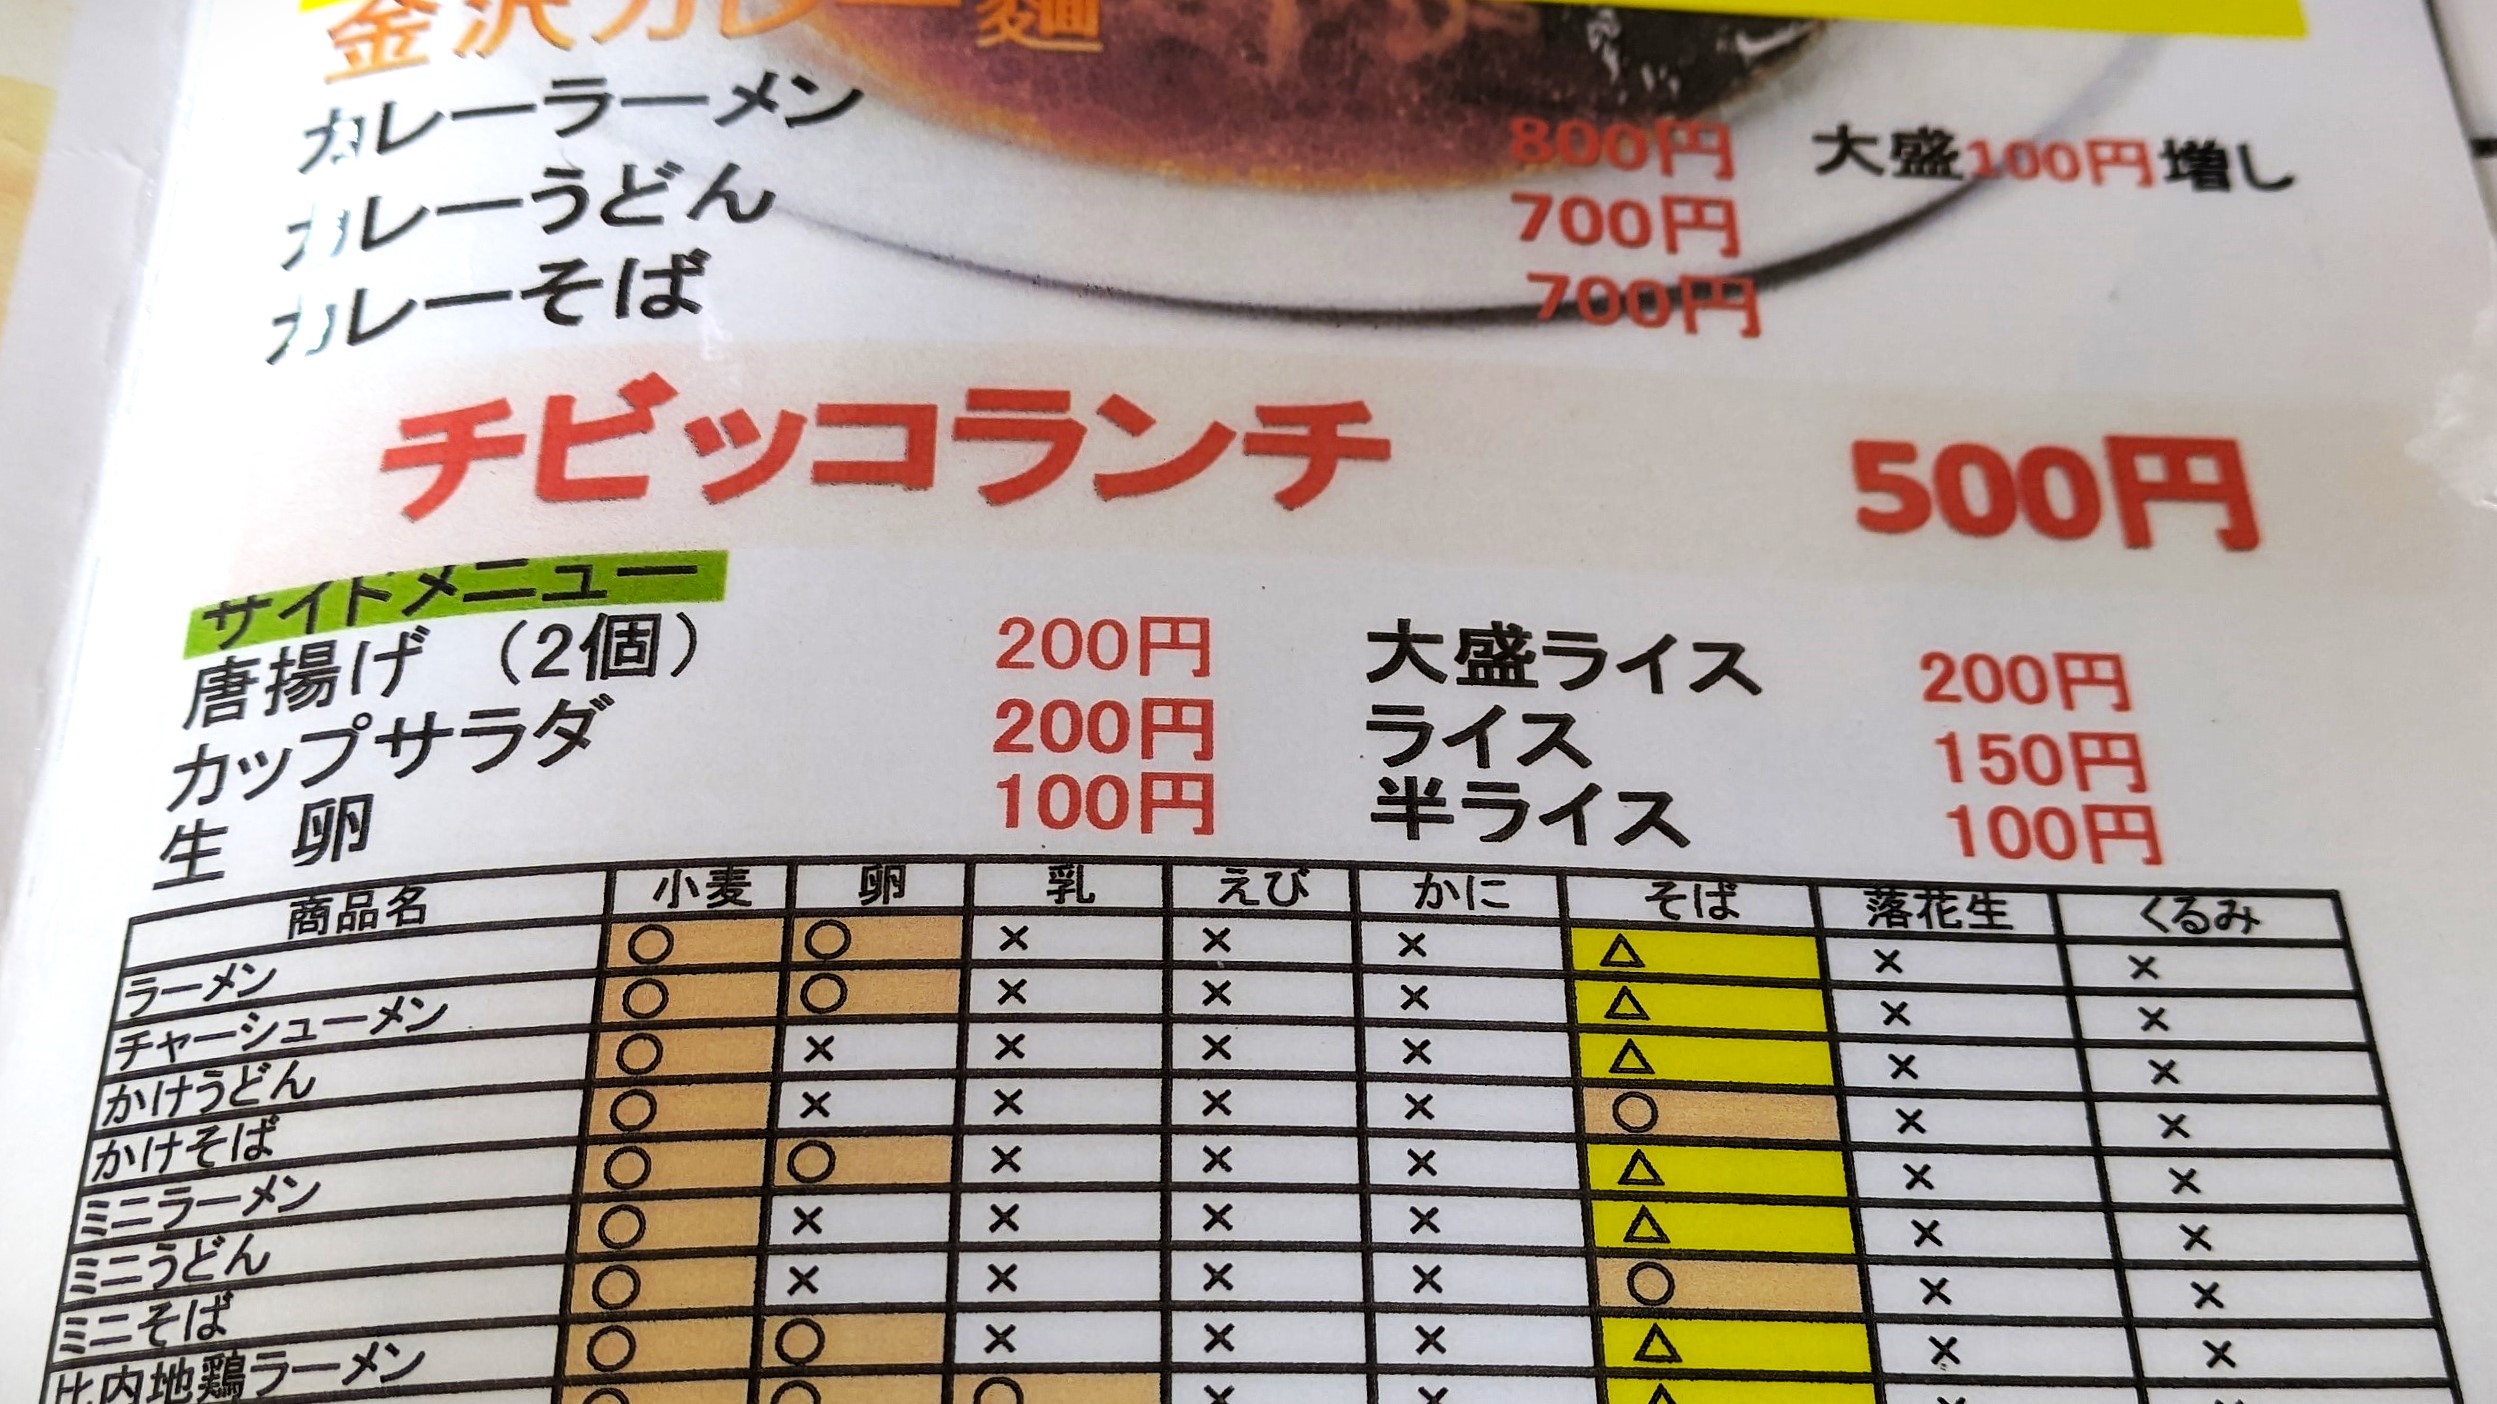 金沢カレー麺
カレーラーメン 800円 大盛100円増し
カレーうどん 700円
カレーそば 700円
チビッコランチ 500円
サイドメニュー
唐揚げ (2個) 200円 大盛ライス 200円
カップサラダ 200円 ライス 150円
生 卵 100円 半ライス 100円
商品名 小麦 卵 乳 えび かに そば 落花生 くるみ
ラーメン ○ ○ × × × △ × ×
チャーシューメン ○ ○ × × × △ × ×
かけうどん ○ × × × × △ × ×
かけそば ○ × × × × ○ × ×
ミニラーメン ○ ○ × × × △ × ×
ミニうどん ○ × × × × △ × ×
ミニそば ○ × × × × ○ × ×
比内地鶏ラーメン ○ ○ × × × △ × ×
○ ○ ○ × × △ × ×